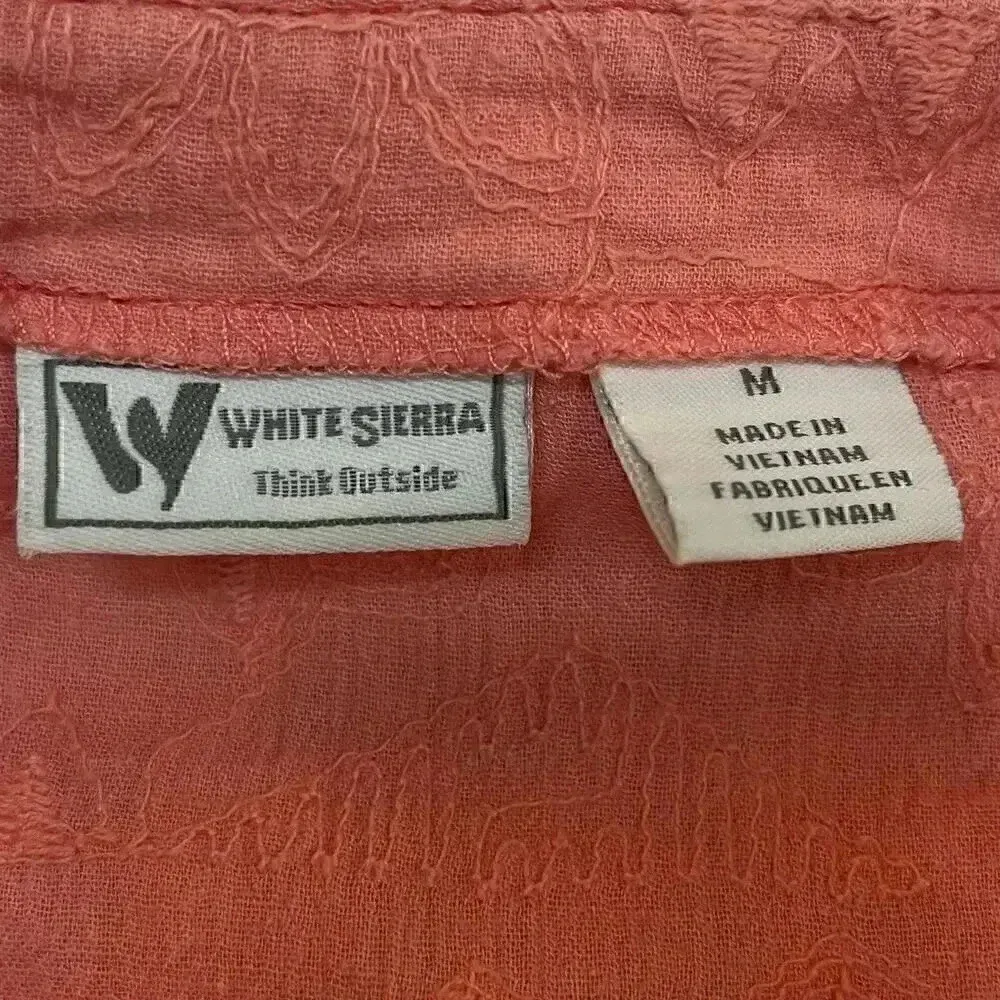 WHITE SIERRA
Think Outside
M
MADE IN
VIETNAM
FABRIQUE EN
VIETNAM